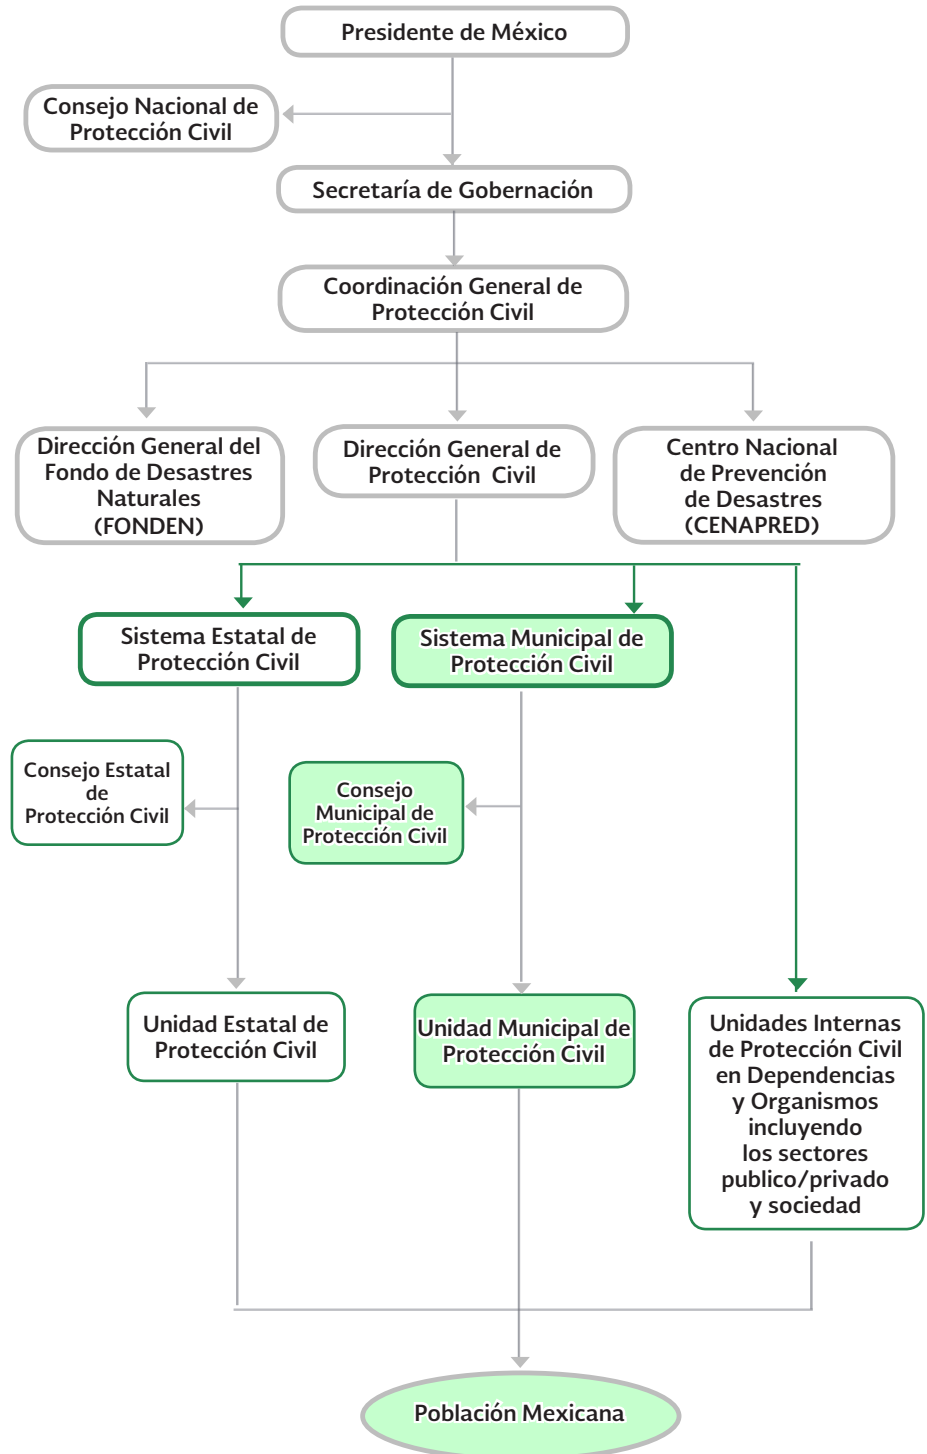 Presidente de México
Consejo Nacional de
Protección Civil
Secretaría de Gobernación
Coordinación General de
Protección Civil
Dirección General del
Fondo de Desastres
Naturales
(FONDEN)
Dirección General de
Protección Civil
Centro Nacional
de Prevención
de Desastres
(CENAPRED)
Sistema Estatal de
Protección Civil
Sistema Municipal de
Protección Civil
Consejo Estatal
de
Protección Civil
Consejo
Municipal de
Protección Civil
Unidad Estatal de
Protección Civil
Unidad Municipal de
Protección Civil
Unidades Internas
de Protección Civil
en Dependencias
y Organismos
incluyendo
los sectores
publico/privado
y sociedad
Población Mexicana